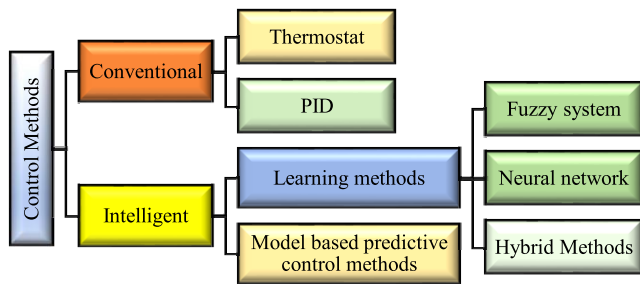 Control Methods
Conventional
Thermostat
PID
Intelligent
Learning methods
Fuzzy system
Neural network
Hybrid Methods
Model based predictive
control methods